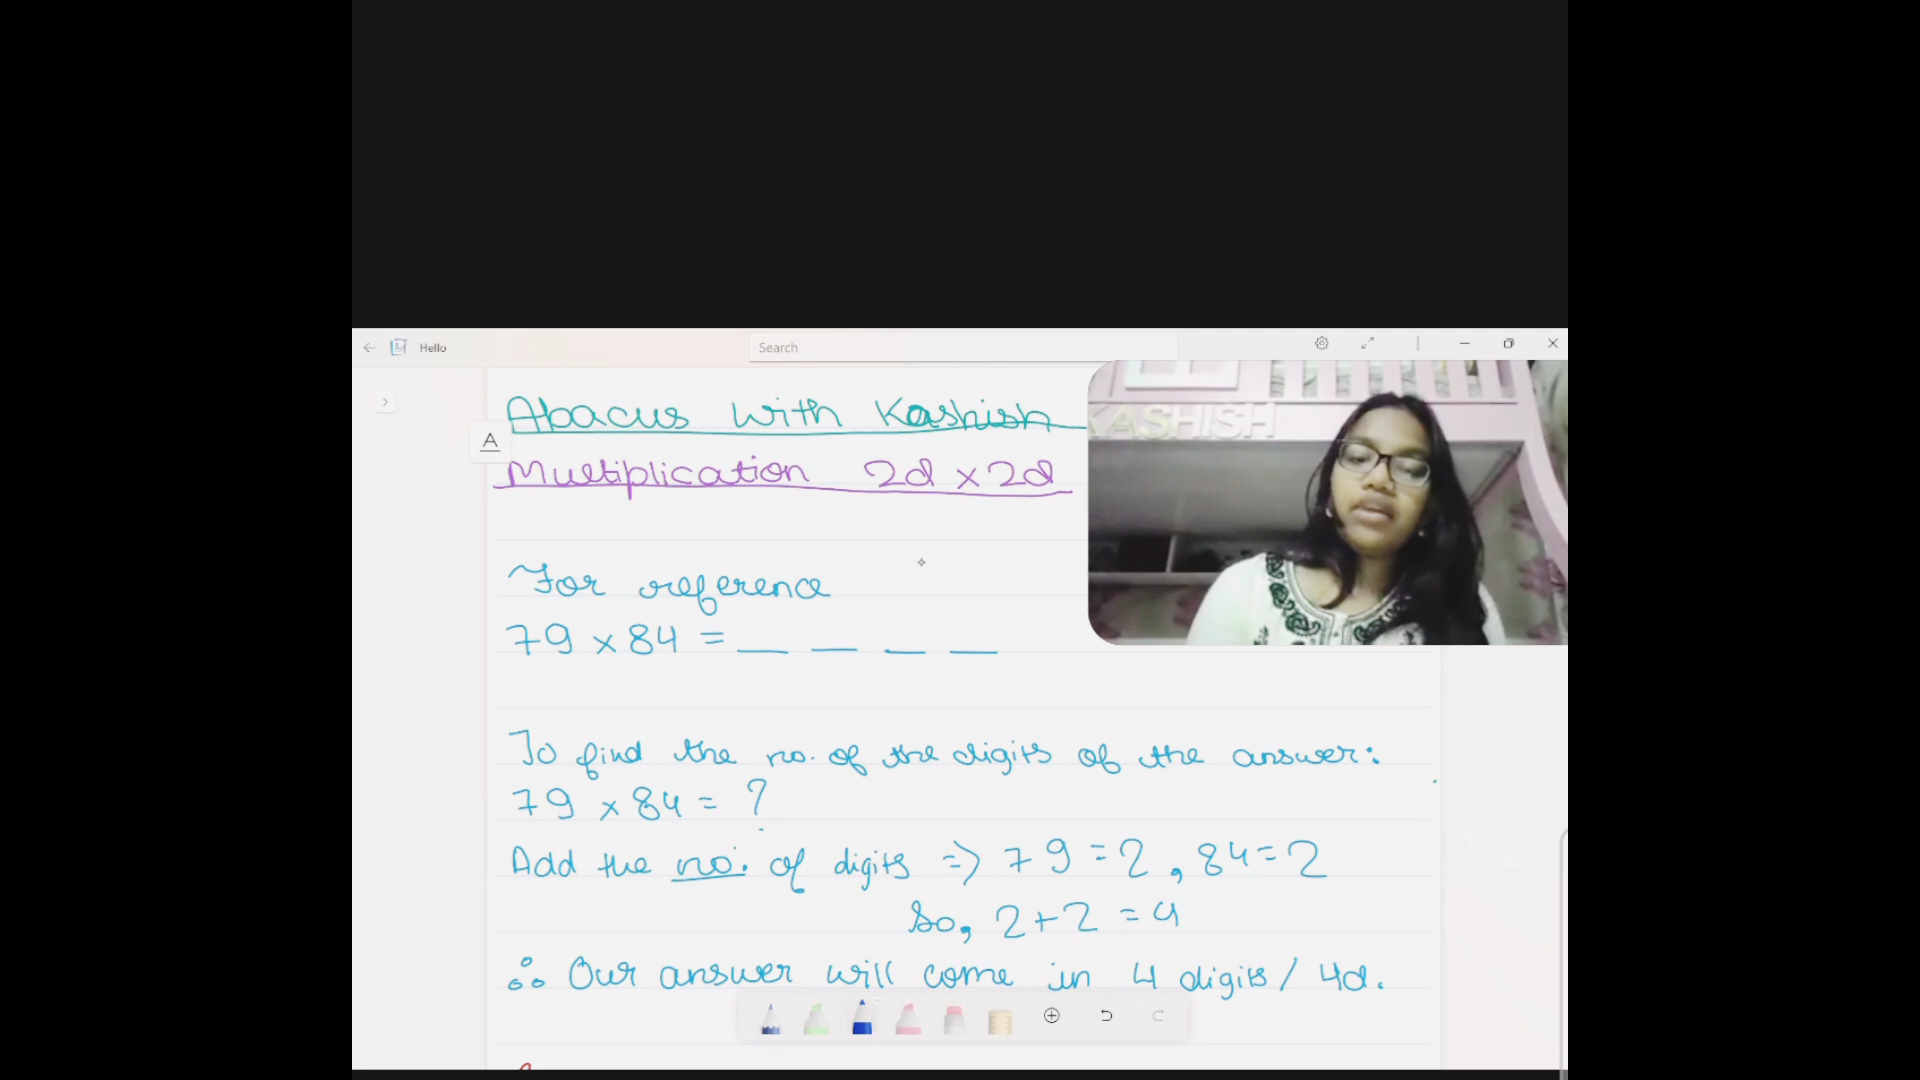 Hello
Search
Abacus with Kashish
A
Multiplication 2d x 2d
KASHISH
For reference
79 x 84 = __ __ __ __
To find the no. of the digits of the answer:
79 x 84 = ?
Add the no. of digits => 79 = 2, 84 = 2
So, 2 + 2 = 4
∴ Our answer will come in 4 digits / 4d.